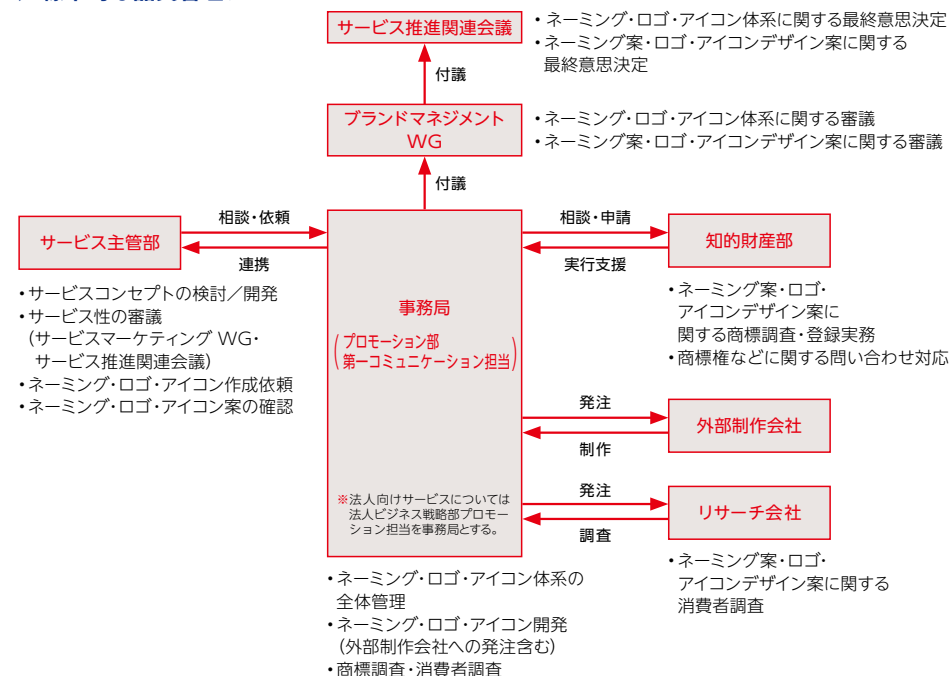 サービス推進関連会議
・ネーミング・ロゴ・アイコン体系に関する最終意思決定
・ネーミング案・ロゴ・アイコンデザイン案に関する
最終意思決定
付議
ブランドマネジメント
WG
・ネーミング・ロゴ・アイコン体系に関する審議
・ネーミング案・ロゴ・アイコンデザイン案に関する審議
付議
サービス主管部
相談・依頼
連携
・サービスコンセプトの検討／開発
・サービス性の審議
（サービスマーケティング WG・
サービス推進関連会議）
・ネーミング・ロゴ・アイコン作成依頼
・ネーミング・ロゴ・アイコン案の確認
事務局
（プロモーション部
第一コミュニケーション担当）
※法人向けサービスについては
法人ビジネス戦略部プロモー
ション担当を事務局とする。
・ネーミング・ロゴ・アイコン体系の
全体管理
・ネーミング・ロゴ・アイコン開発
（外部制作会社への発注含む）
・商標調査・消費者調査
相談・申請
実行支援
知的財産部
・ネーミング案・ロゴ・
アイコンデザイン案に
関する商標調査・登録実務
・商標権などに関する問い合わせ対応
発注
制作
外部制作会社
発注
調査
リサーチ会社
・ネーミング案・ロゴ・
アイコンデザイン案に関する
消費者調査